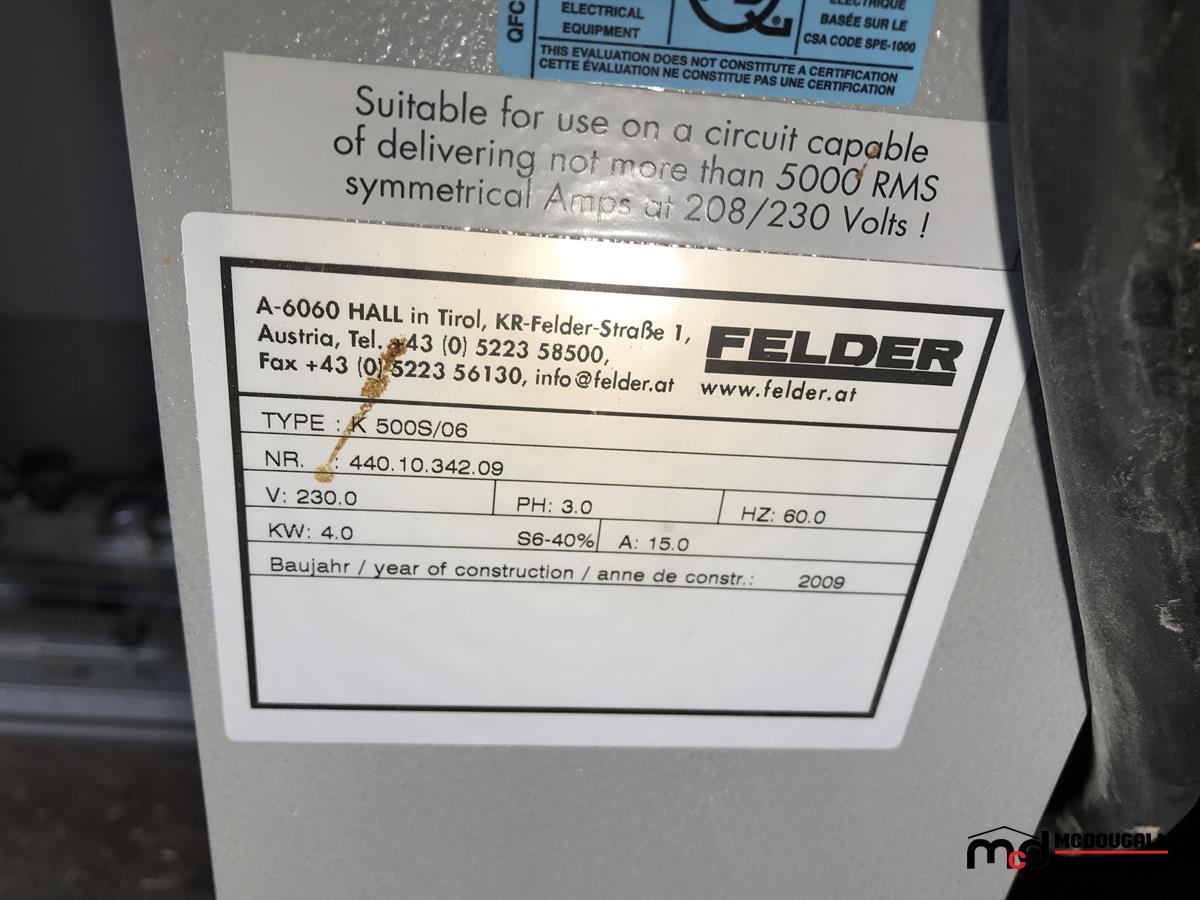 QFC
ELECTRICAL
EQUIPMENT
ÉLECTRIQUE
BASÉE SUR LE
CSA CODE SPE-1000
THIS EVALUATION DOES NOT CONSTITUTE A CERTIFICATION
CETTE ÉVALUATION NE CONSTITUE PAS UNE CERTIFICATION
Suitable for use on a circuit capable
of delivering not more than 5000 RMS
symmetrical Amps at 208/230 Volts !
A-6060 HALL in Tirol, KR-Felder-Straße 1,
Austria, Tel. +43 (0) 5223 58500,
Fax +43 (0) 5223 56130, info@felder.at
FELDER
www.felder.at
TYPE : K 500S/06
NR. : 440.10.342.09
V: 230.0 PH: 3.0 HZ: 60.0
KW: 4.0 S6-40% A: 15.0
Baujahr / year of construction / anne de constr.: 2009
mcd MCDOUGALL